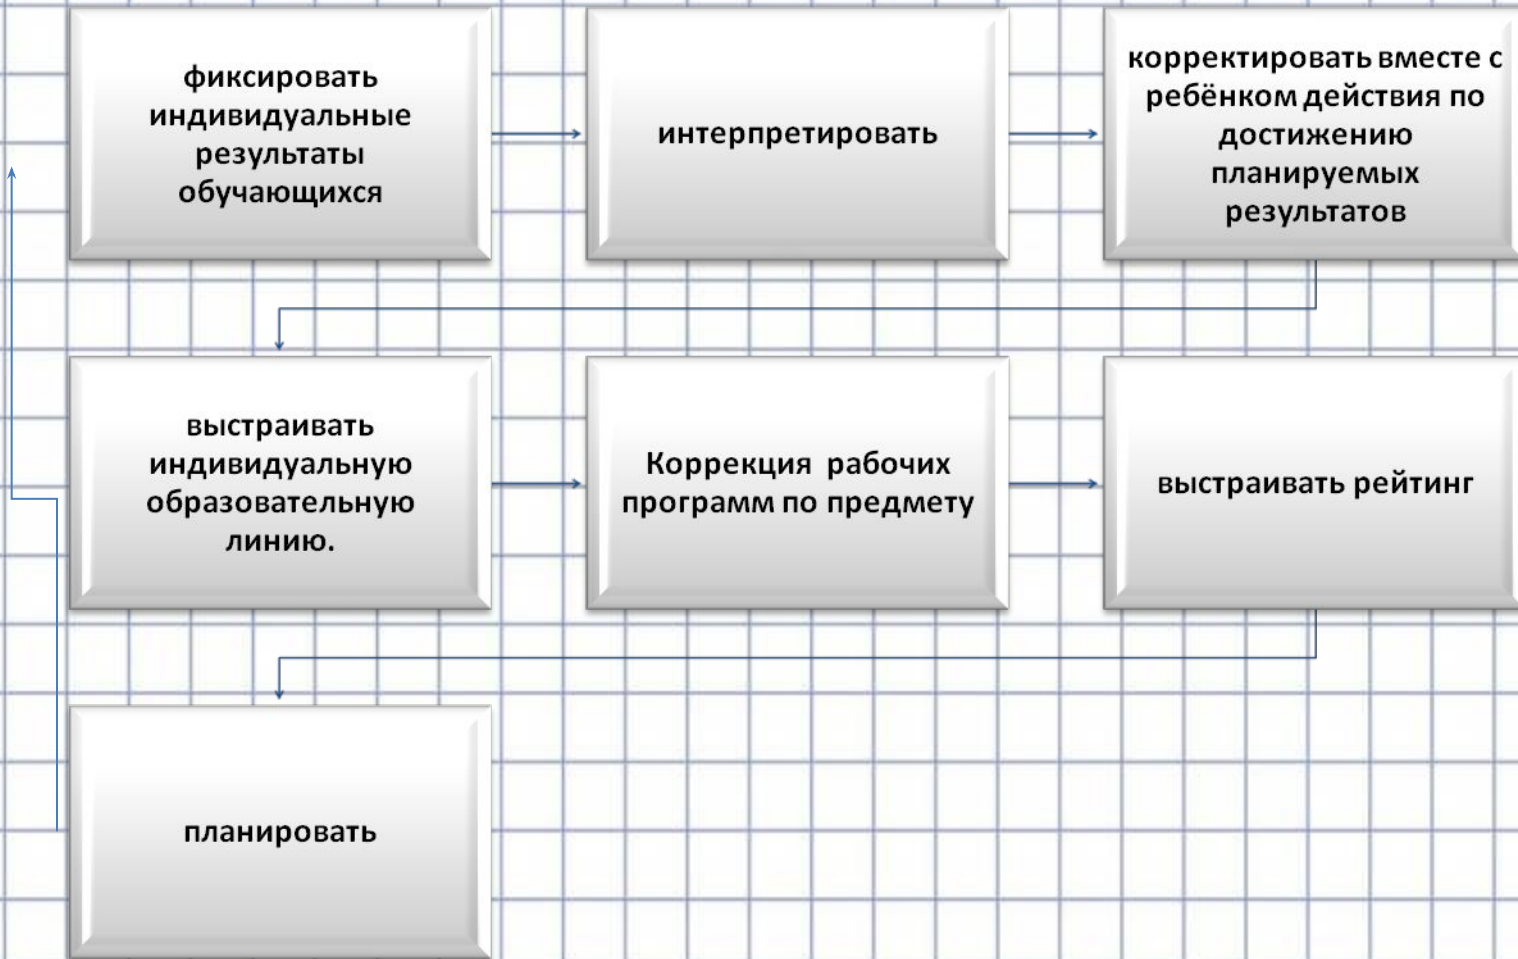 фиксировать
индивидуальные
результаты
обучающихся
интерпретировать
корректировать вместе с
ребёнком действия по
достижению
планируемых
результатов
выстраивать
индивидуальную
образовательную
линию.
Коррекция  рабочих
программ по предмету
выстраивать рейтинг
планировать